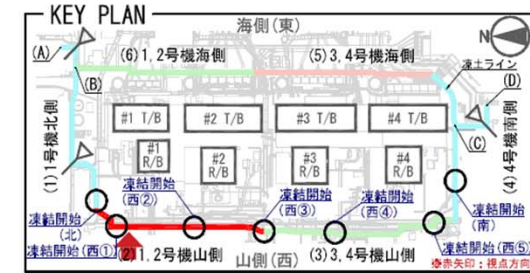 KEY PLAN
海側(東)
N
(A)
(6)1,2号機海側
(5)3,4号機海側
凍土ライン
(B)
(D)
(1)1号機北側
#1 T/B
#2 T/B
#3 T/B
#4 T/B
(4)4号機南側
#1
R/B
#2
R/B
#3
R/B
#4
R/B
(C)
凍結開始
(西②)
凍結開始
(西③)
凍結開始
(西④)
凍結開始
(南)
凍結開始
(北)
凍結開始(西①)
(2)1,2号機山側
山側(西)
(3)3,4号機山側
凍結開始(西⑤)
※赤矢印:視点方向